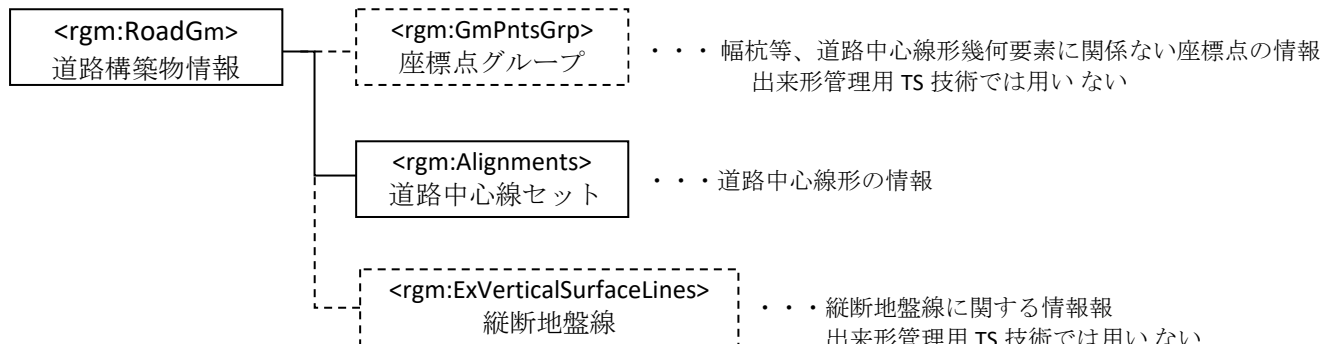 <rgm:RoadGm>
道路構築物情報
<rgm:GmPntsGrp>
座標点グループ
・・・ 幅杭等、道路中心線形幾何要素に関係ない座標点の情報
出来形管理用 TS 技術では用い ない
<rgm:Alignments>
道路中心線セット
・・・道路中心線形の情報
<rgm:ExVerticalSurfaceLines>
縦断地盤線
・・・縦断地盤線に関する情報報
出来形管理用 TS 技術では用い ない